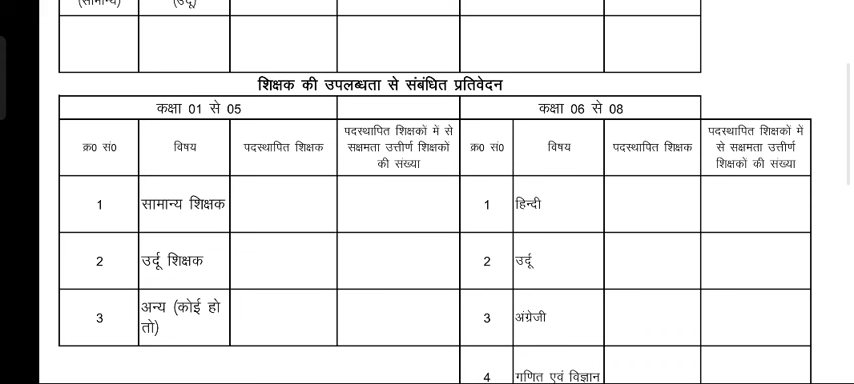 (सामान्य) (उर्दू)
शिक्षक की उपलब्धता से संबंधित प्रतिवेदन
कक्षा 01 से 05 कक्षा 06 से 08
क्र0 सं0 विषय पदस्थापित शिक्षक पदस्थापित शिक्षकों में से सक्षमता उत्तीर्ण शिक्षकों की संख्या क्र0 सं0 विषय पदस्थापित शिक्षक पदस्थापित शिक्षकों में से सक्षमता उत्तीर्ण शिक्षकों की संख्या
1 सामान्य शिक्षक 1 हिन्दी
2 उर्दू शिक्षक 2 उर्दू
3 अन्य (कोई हो तो) 3 अंग्रेजी
4 गणित एवं विज्ञान